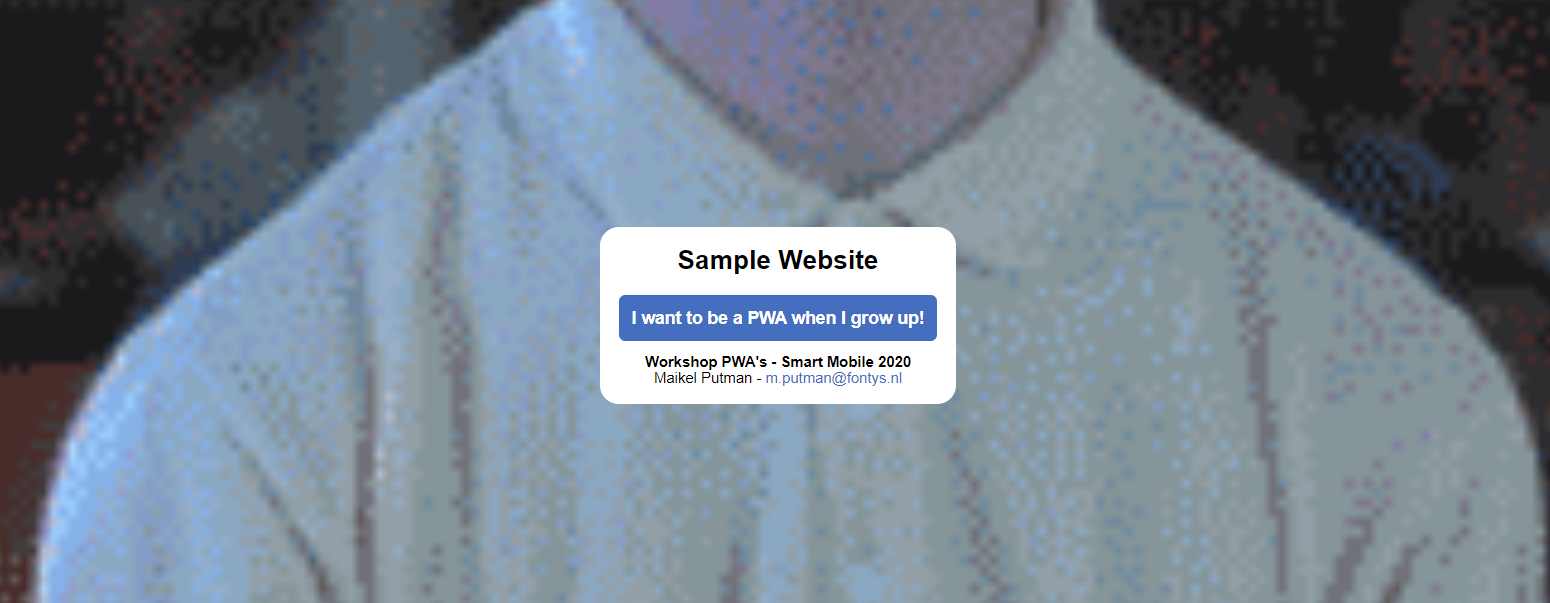 Sample Website
I want to be a PWA when I grow up!
Workshop PWA's - Smart Mobile 2020
Maikel Putman - m.putman@fontys.nl